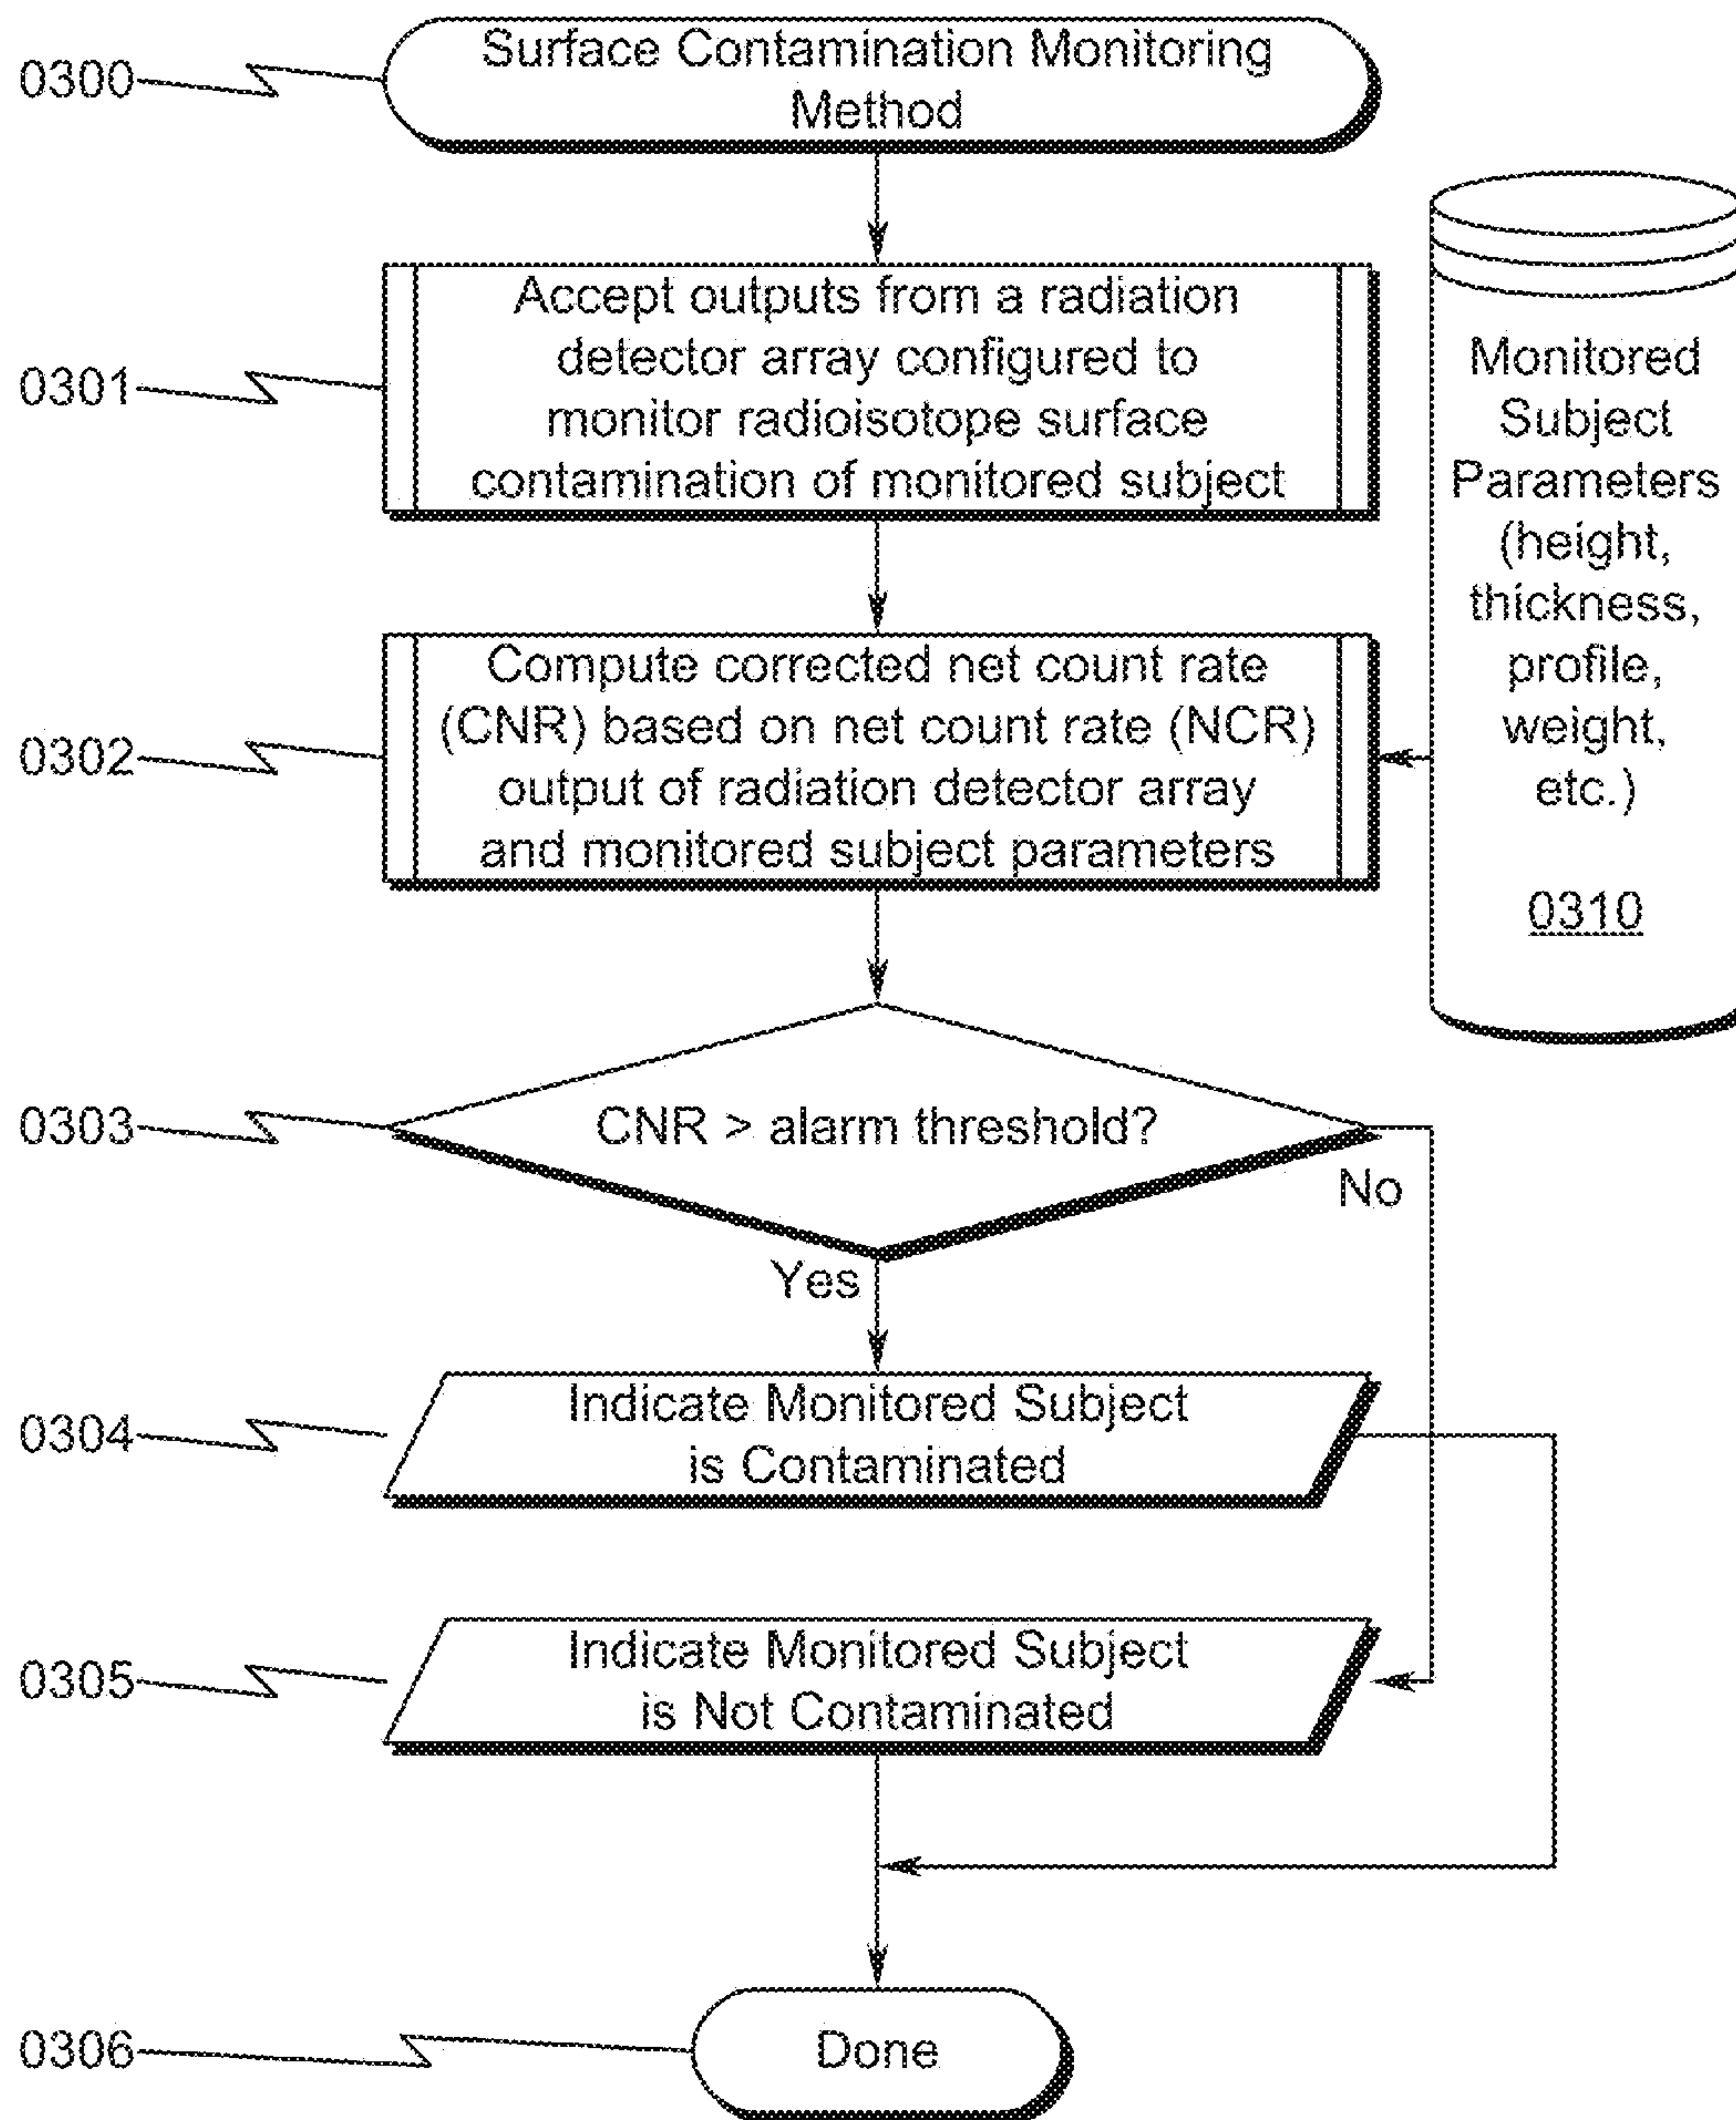 0300
Surface Contamination Monitoring
Method
0301
Accept outputs from a radiation
detector array configured to
monitor radioisotope surface
contamination of monitored subject
Monitored
Subject
Parameters
(height,
thickness,
profile,
weight,
etc.)
0310
0302
Compute corrected net count rate
(CNR) based on net count rate (NCR)
output of radiation detector array
and monitored subject parameters
0303
CNR > alarm threshold?
No
Yes
0304
Indicate Monitored Subject
is Contaminated
0305
Indicate Monitored Subject
is Not Contaminated
0306
Done